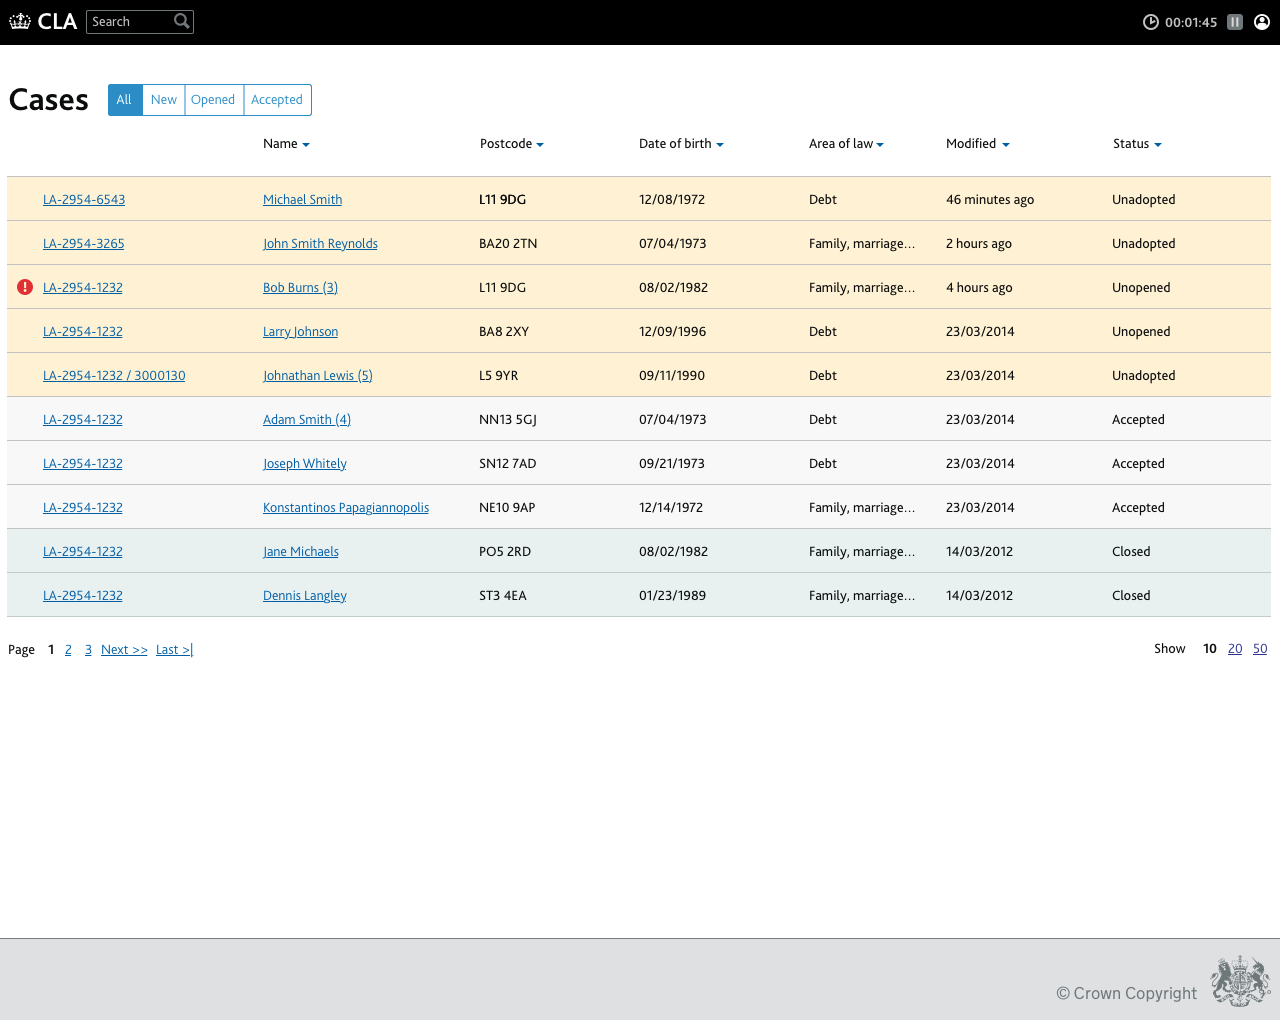 CLA Search 00:01:45
Cases All New Opened Accepted
Name Postcode Date of birth Area of law Modified Status
LA-2954-6543 Michael Smith L11 9DG 12/08/1972 Debt 46 minutes ago Unadopted
LA-2954-3265 John Smith Reynolds BA20 2TN 07/04/1973 Family, marriage... 2 hours ago Unadopted
LA-2954-1232 Bob Burns (3) L11 9DG 08/02/1982 Family, marriage... 4 hours ago Unopened
LA-2954-1232 Larry Johnson BA8 2XY 12/09/1996 Debt 23/03/2014 Unopened
LA-2954-1232 / 3000130 Johnathan Lewis (5) L5 9YR 09/11/1990 Debt 23/03/2014 Unadopted
LA-2954-1232 Adam Smith (4) NN13 5GJ 07/04/1973 Debt 23/03/2014 Accepted
LA-2954-1232 Joseph Whitely SN12 7AD 09/21/1973 Debt 23/03/2014 Accepted
LA-2954-1232 Konstantinos Papagiannopolis NE10 9AP 12/14/1972 Family, marriage... 23/03/2014 Accepted
LA-2954-1232 Jane Michaels PO5 2RD 08/02/1982 Family, marriage... 14/03/2012 Closed
LA-2954-1232 Dennis Langley ST3 4EA 01/23/1989 Family, marriage... 14/03/2012 Closed
Page 1 2 3 Next >> Last >| Show 10 20 50
© Crown Copyright